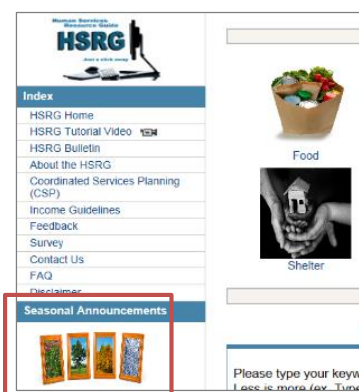 Human Services
Resource Guide
HSRG
Just a click away
Index
HSRG Home
HSRG Tutorial Video
HSRG Bulletin
About the HSRG
Coordinated Services Planning
(CSP)
Income Guidelines
Feedback
Survey
Contact Us
FAQ
Disclaimer
Seasonal Announcements
Food
Shelter
Please type your keyw
Less is more (ex. Type